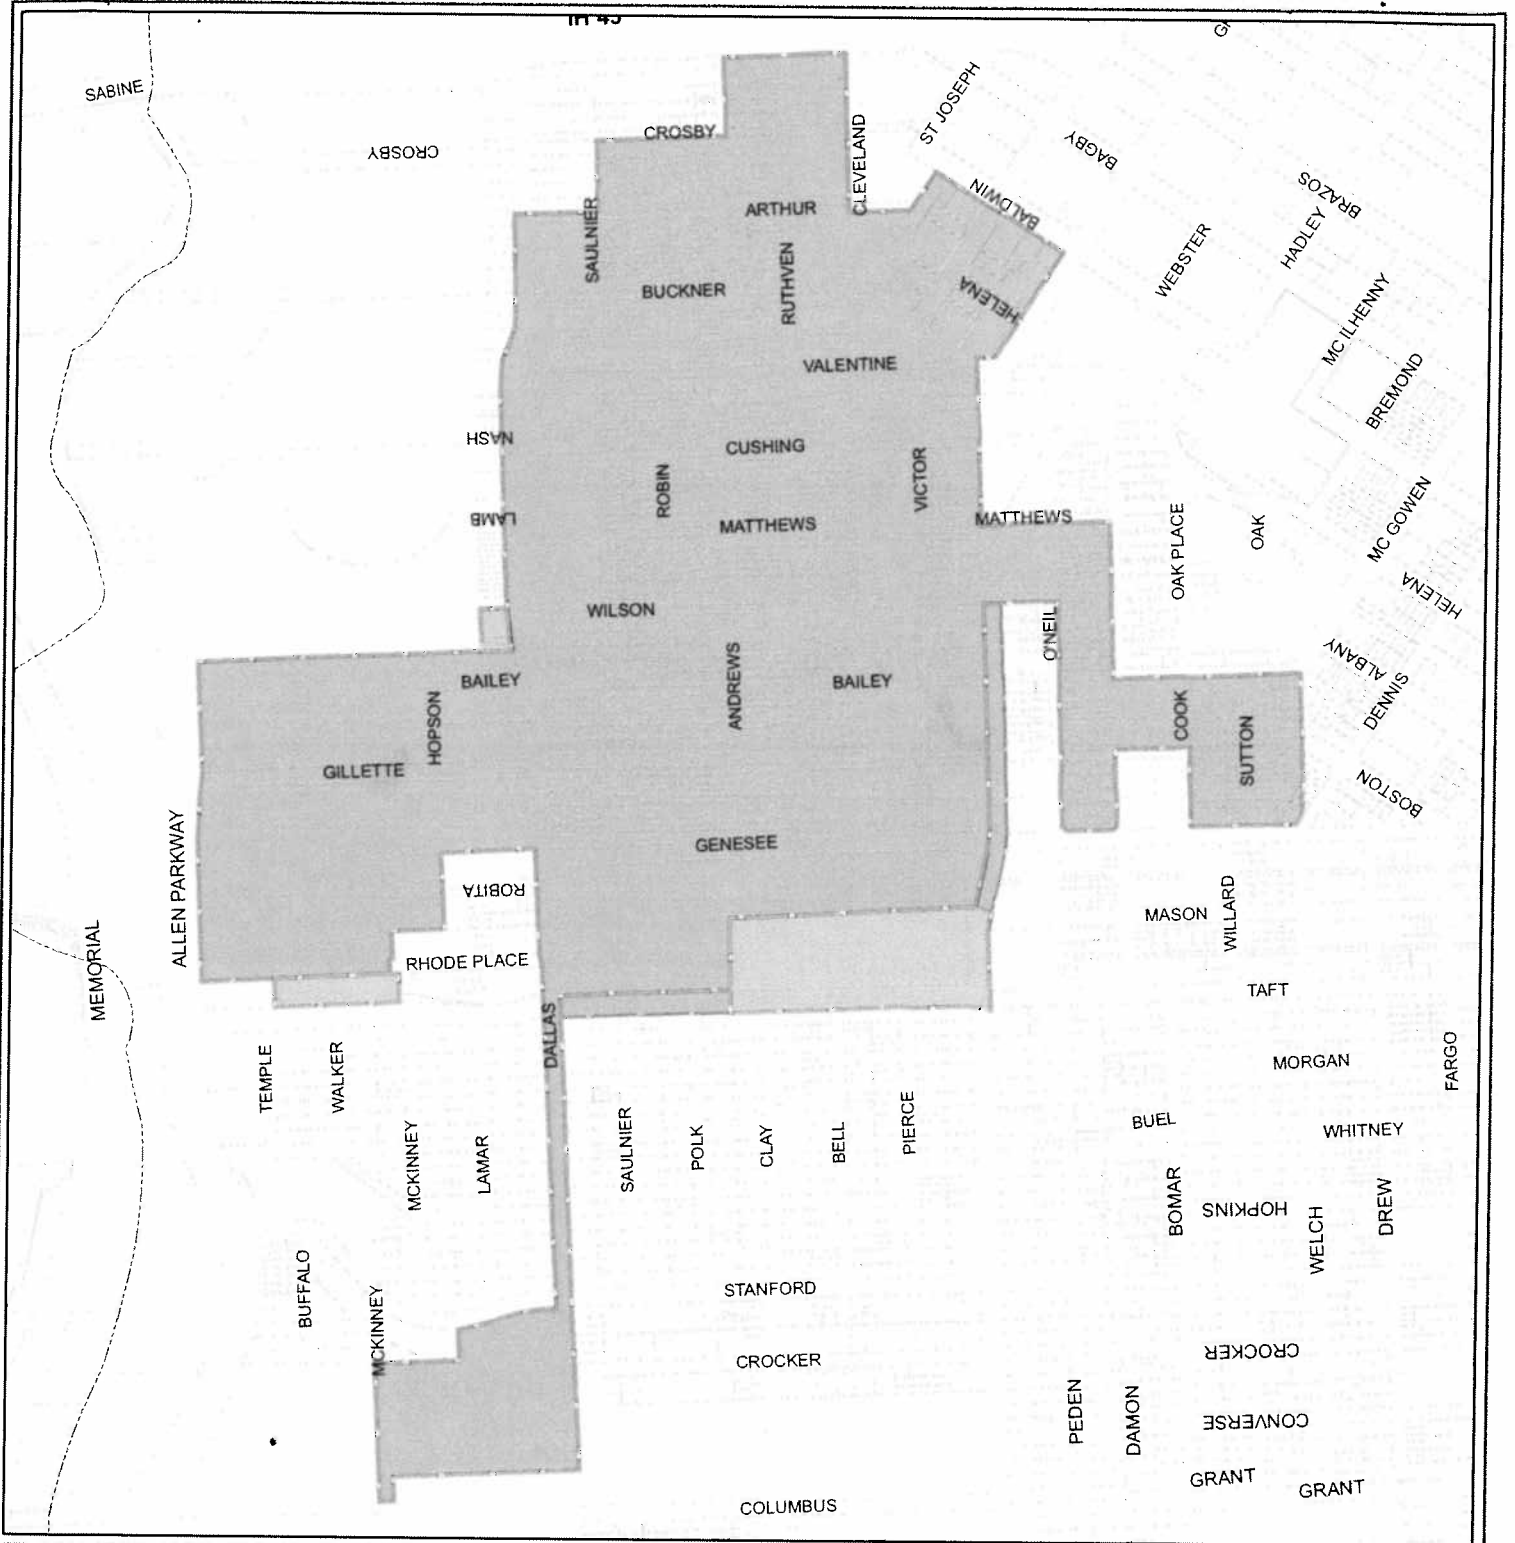 IH 45
SABINE
CROSBY
CROSBY
CLEVELAND
ST JOSEPH
BAGBY
BRAZOS
HADLEY
WEBSTER
BALDWIN
HELENA
ARTHUR
SAULNIER
BUCKNER
RUTHVEN
VALENTINE
MC ILHENNY
BREMOND
NASH
LAMB
CUSHING
ROBIN
VICTOR
MATTHEWS
MATTHEWS
OAK PLACE
OAK
MC GOWEN
HELENA
ALBANY
DENNIS
BOSTON
WILSON
O'NEIL
BAILEY
ANDREWS
BAILEY
COOK
SUTTON
HOPSON
GILLETTE
GENESEE
ALLEN PARKWAY
MEMORIAL
ROBITA
RHODE PLACE
MASON
WILLARD
TAFT
DALLAS
TEMPLE
WALKER
MCKINNEY
LAMAR
SAULNIER
POLK
CLAY
BELL
PIERCE
MORGAN
FARGO
BUEL
WHITNEY
BOMAR
HOPKINS
WELCH
DREW
BUFFALO
MCKINNEY
STANFORD
CROCKER
CROCKER
PEDEN
DAMON
CONVERSE
GRANT
GRANT
COLUMBUS